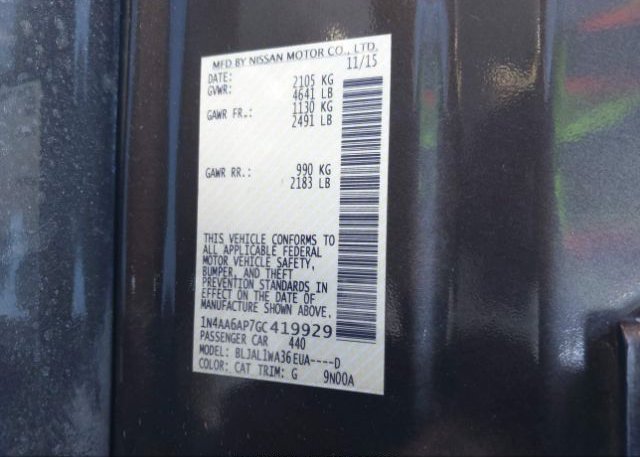 MFD BY NISSAN MOTOR CO., LTD.
DATE: 11/15
GVWR: 2105 KG
4641 LB
GAWR FR.: 1130 KG
2491 LB
GAWR RR.: 990 KG
2183 LB
THIS VEHICLE CONFORMS TO
ALL APPLICABLE FEDERAL
MOTOR VEHICLE SAFETY,
BUMPER, AND THEFT
PREVENTION STANDARDS IN
EFFECT ON THE DATE OF
MANUFACTURE SHOWN ABOVE.
1N4AA6AP7GC419929
PASSENGER CAR 440
MODEL: BLJALIWA36EUA----D
COLOR: CAT TRIM: G 9N00A